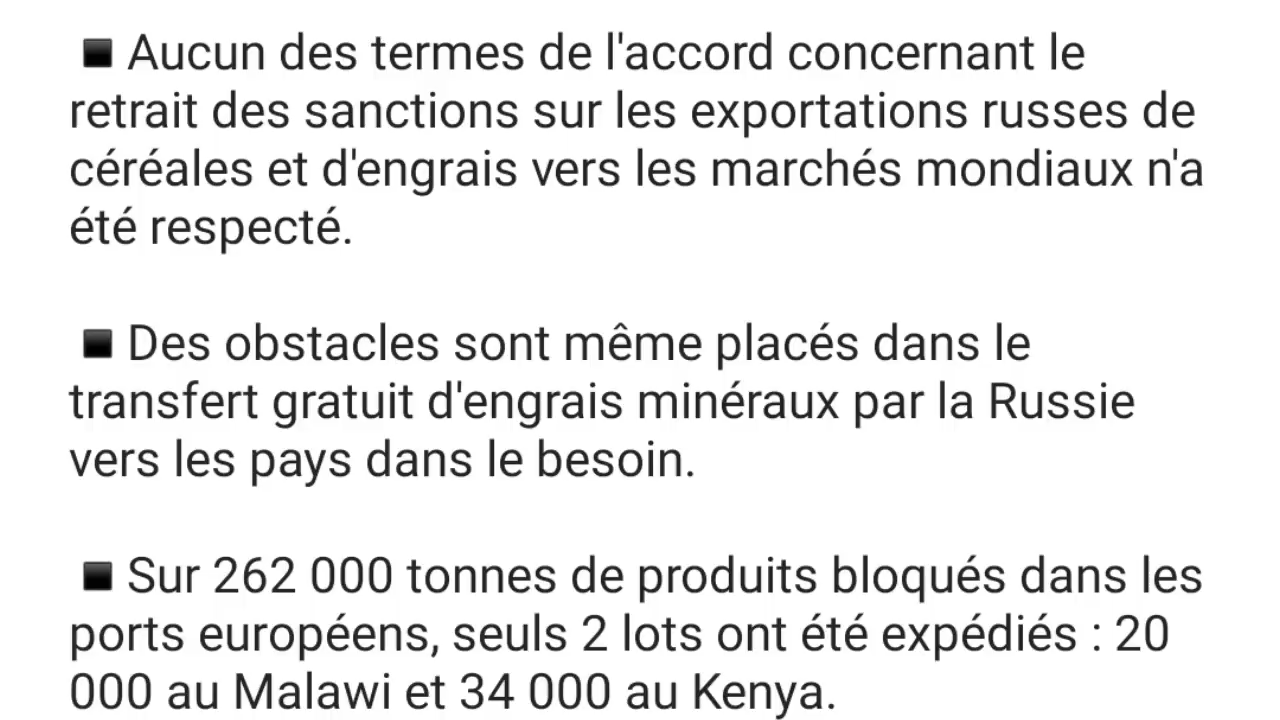 ▪Aucun des termes de l'accord concernant le
retrait des sanctions sur les exportations russes de
céréales et d'engrais vers les marchés mondiaux n'a
été respecté.
▪Des obstacles sont même placés dans le
transfert gratuit d'engrais minéraux par la Russie
vers les pays dans le besoin.
▪Sur 262 000 tonnes de produits bloqués dans les
ports européens, seuls 2 lots ont été expédiés : 20
000 au Malawi et 34 000 au Kenya.